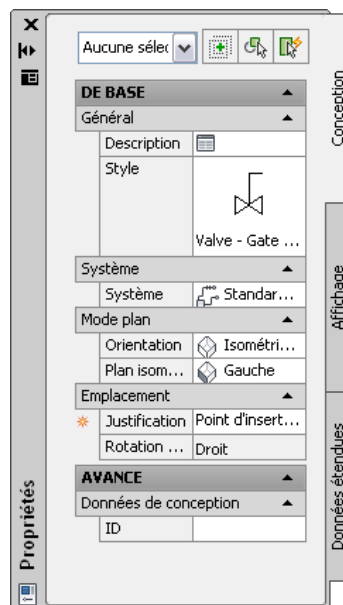 Aucune sélec
DE BASE
Général
Description
Style
Valve - Gate ...
Système
Système Standar...
Mode plan
Orientation Isométri...
Plan isom... Gauche
Emplacement
Justification Point d'insert...
Rotation ... Droit
AVANCE
Données de conception
ID
Conception
Affichage
Données étendues
Propriétés